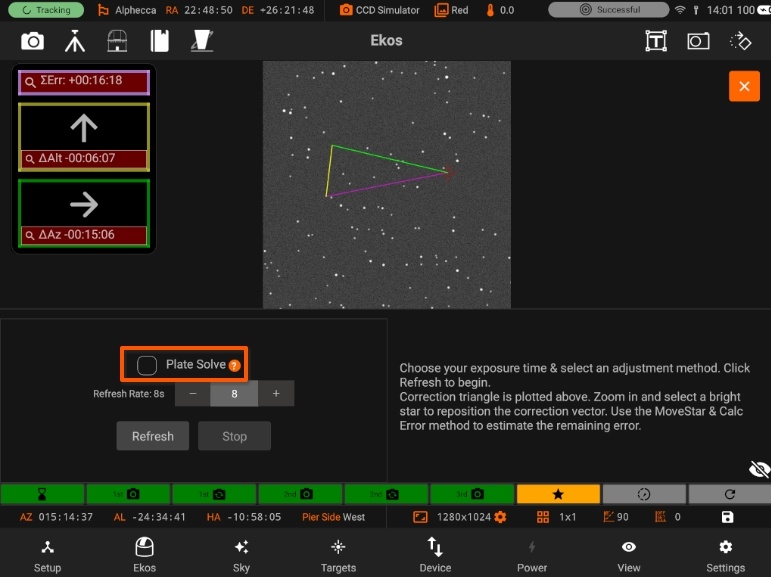 Tracking Alphecca RA 22:48:50 DE +26:21:48 CCD Simulator Red 0.0 Successful 14:01 100
Ekos
ΣErr: +00:16:18
ΔAlt -00:06:07
ΔAz -00:15:06
Plate Solve ?
Refresh Rate: 8s − 8 +
Refresh Stop
Choose your exposure time & select an adjustment method. Click
Refresh to begin.
Correction triangle is plotted above. Zoom in and select a bright
star to reposition the correction vector. Use the MoveStar & Calc
Error method to estimate the remaining error.
1st 1st 2nd 2nd 3rd
AZ 015:14:37 AL -24:34:41 HA -10:58:05 Pier Side West 1280x1024 1x1 90 0
Setup Ekos Sky Targets Device Power View Settings